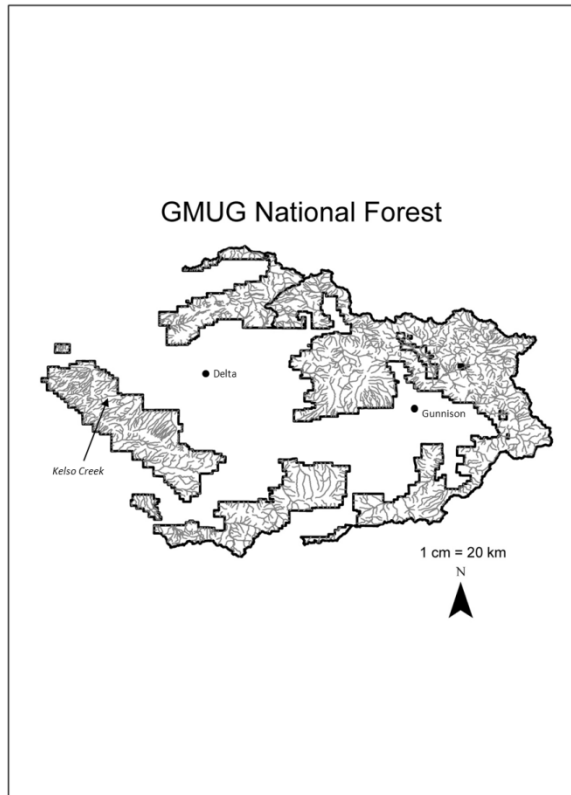 GMUG National Forest
Delta
Gunnison
Kelso Creek
1 cm = 20 km
N